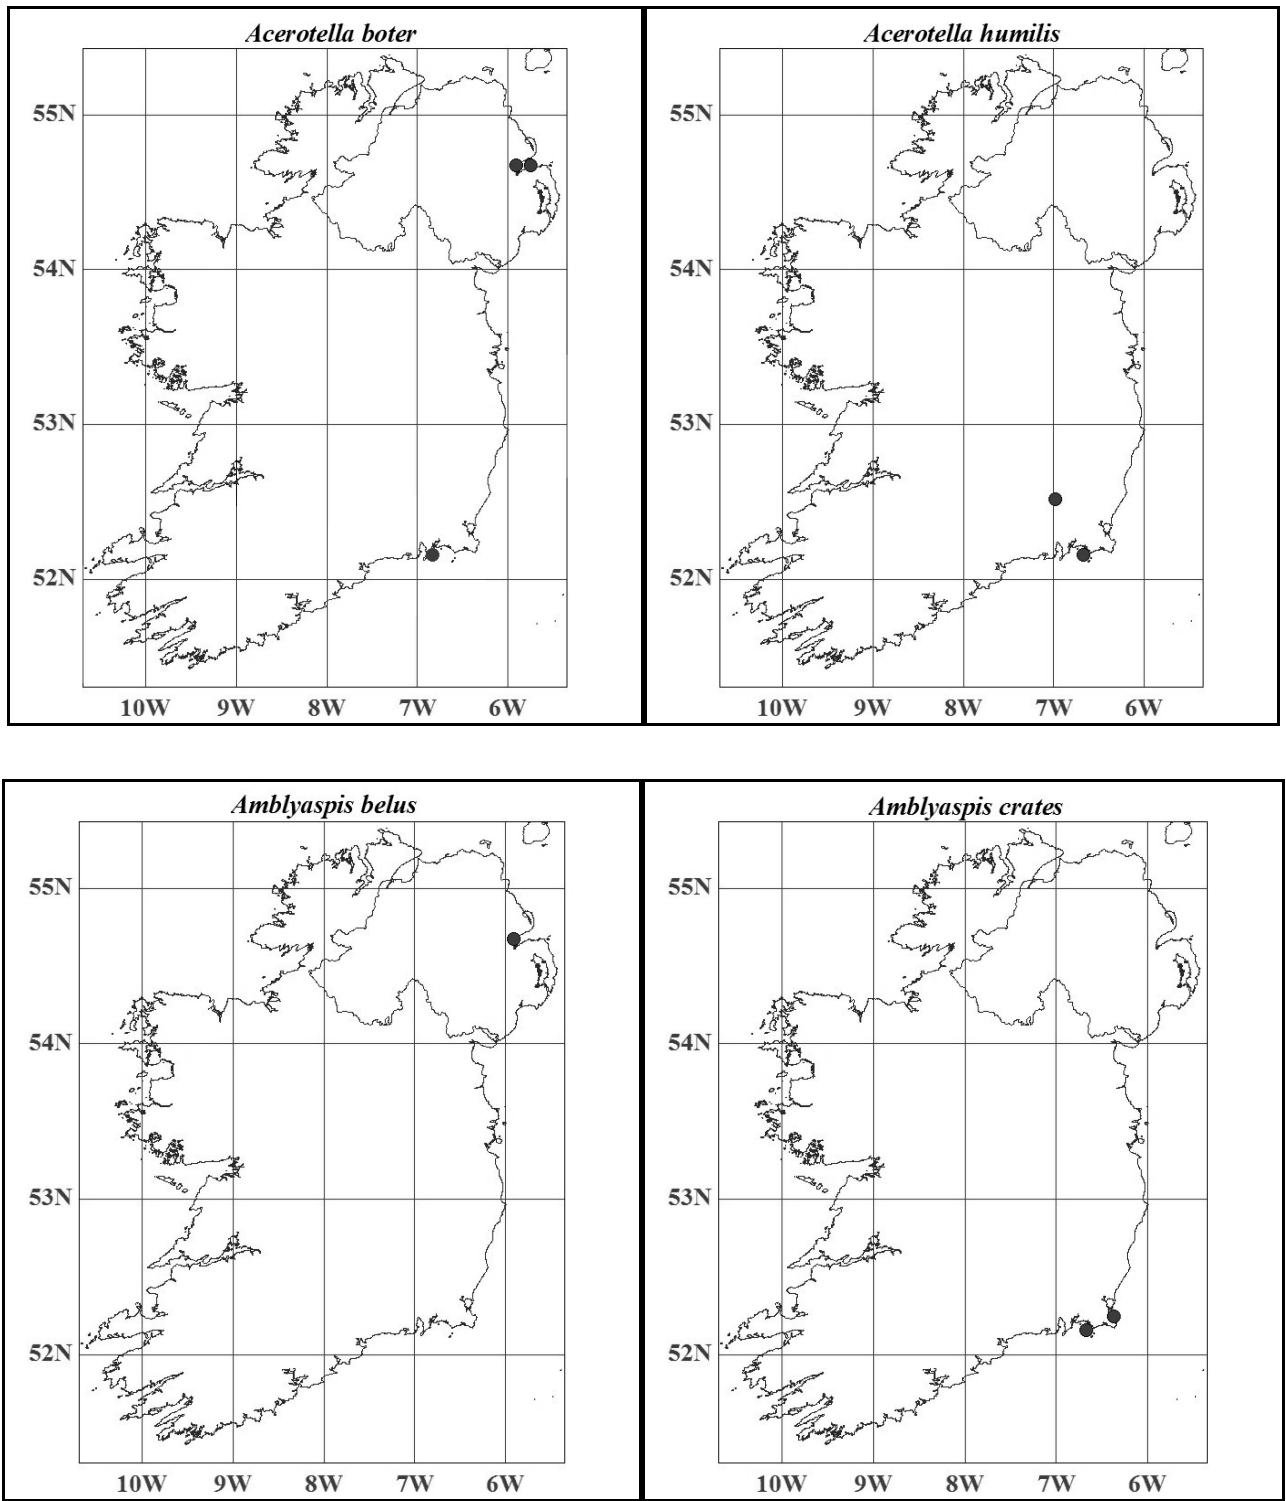 Acerotella boter
55N
54N
53N
52N
10W 9W 8W 7W 6W
Acerotella humilis
55N
54N
53N
52N
10W 9W 8W 7W 6W
Amblyaspis belus
55N
54N
53N
52N
10W 9W 8W 7W 6W
Amblyaspis crates
55N
54N
53N
52N
10W 9W 8W 7W 6W